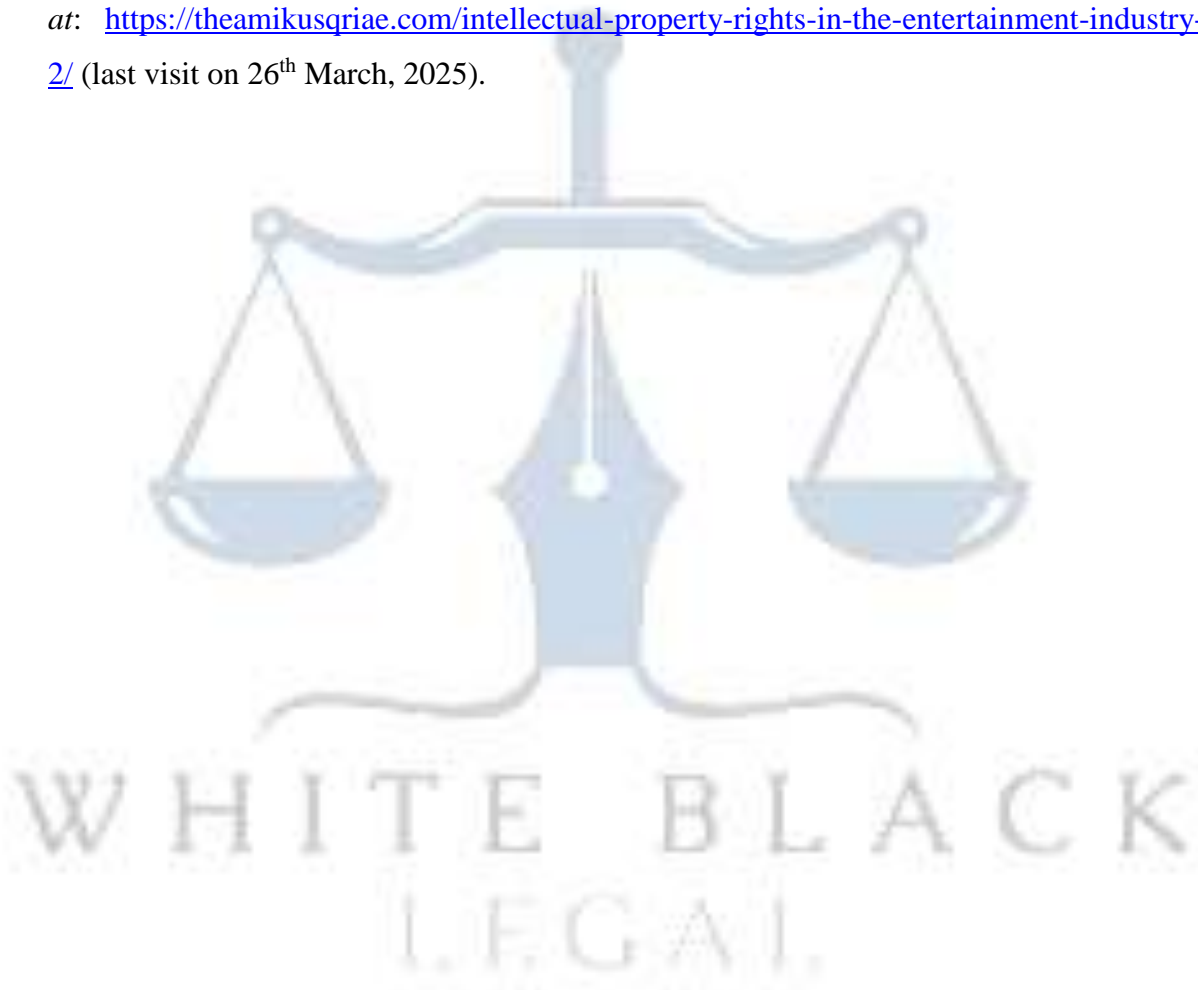 at: https://theamikusqriae.com/intellectual-property-rights-in-the-entertainment-industry-
2/ (last visit on 26th March, 2025).
WHITE BLACK
LEGAL